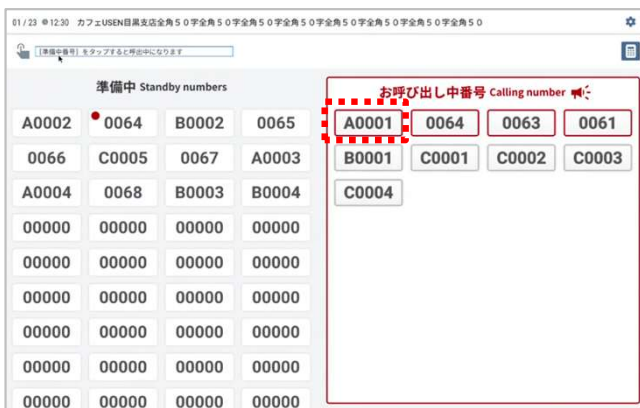 01 / 23 12:30 カフェUSEN目黒支店全角50字全角50字全角50字全角50字全角50字全角50字全角50
[準備中番号] をタップすると呼出中になります
準備中 Standby numbers
A0002 0064 B0002 0065
0066 C0005 0067 A0003
A0004 0068 B0003 B0004
00000 00000 00000 00000
00000 00000 00000 00000
00000 00000 00000 00000
00000 00000 00000 00000
00000 00000 00000 00000
00000 00000 00000 00000
お呼び出し中番号 Calling number
A0001 0064 0063 0061
B0001 C0001 C0002 C0003
C0004